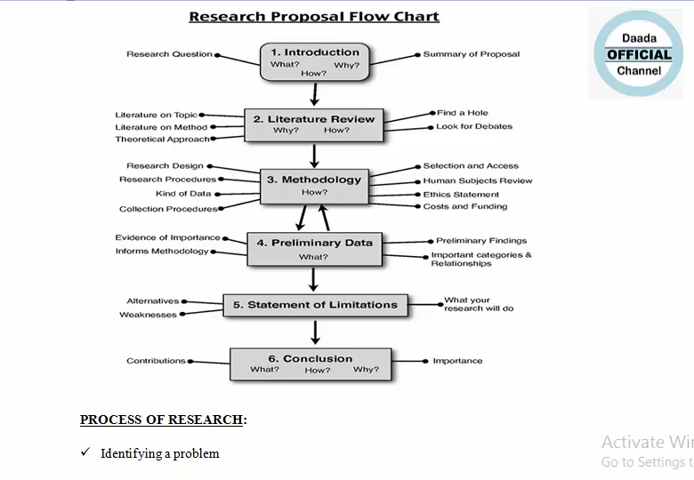 Research Proposal Flow Chart
Daada
OFFICIAL
Channel
Research Question
1. Introduction
What? Why?
How?
Summary of Proposal
Literature on Topic
Literature on Method
Theoretical Approach
2. Literature Review
Why? How?
Find a Hole
Look for Debates
Research Design
Research Procedures
Kind of Data
Collection Procedures
3. Methodology
How?
Selection and Access
Human Subjects Review
Ethics Statement
Costs and Funding
Evidence of Importance
Informs Methodology
4. Preliminary Data
What?
Preliminary Findings
Important categories &
Relationships
Alternatives
Weaknesses
5. Statement of Limitations
What your
research will do
Contributions
6. Conclusion
What? How? Why?
Importance
PROCESS OF RESEARCH:
✓ Identifying a problem
Activate Wi
Go to Settings t